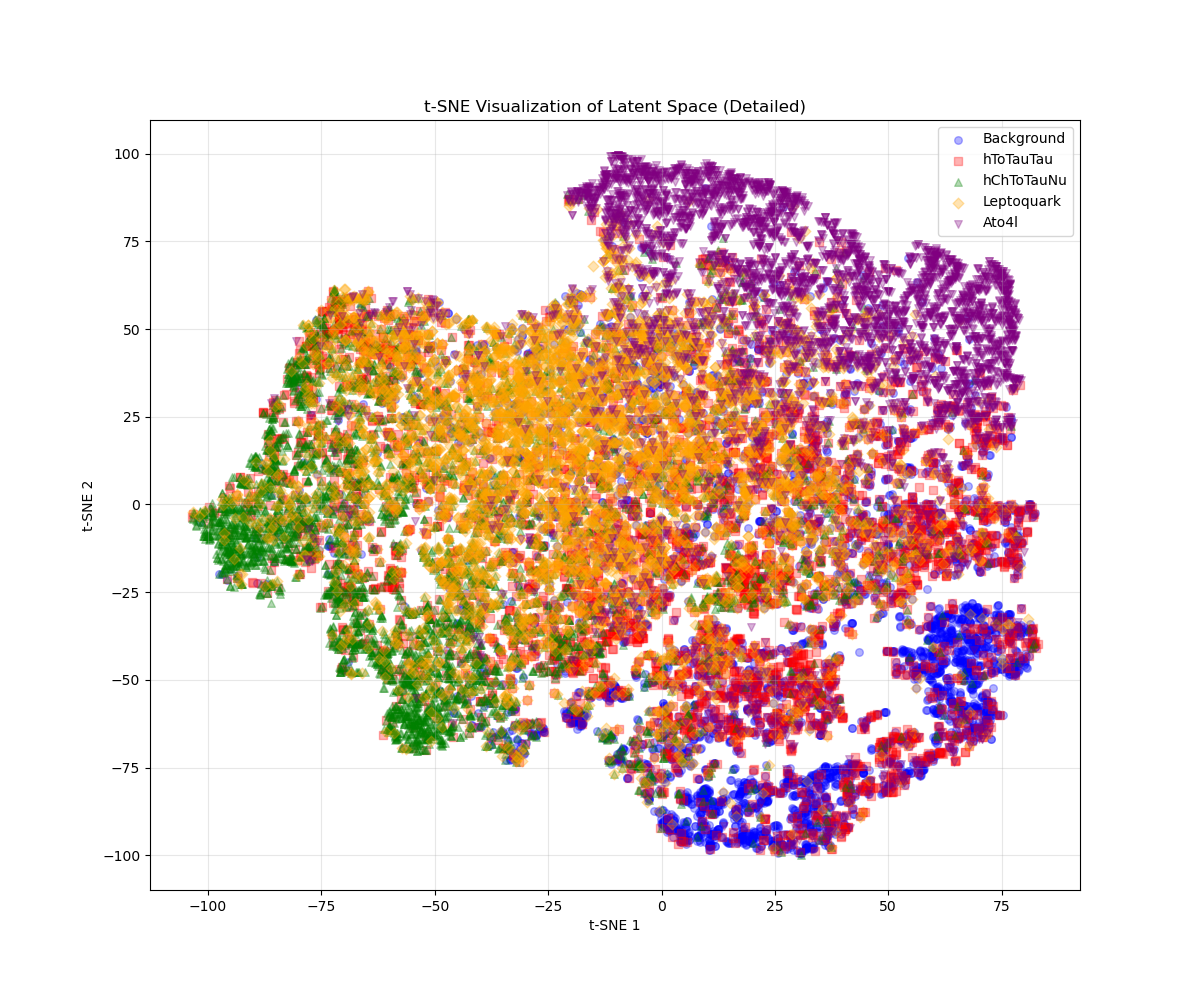 t-SNE Visualization of Latent Space (Detailed)
Background
hToTauTau
hChToTauNu
Leptoquark
Ato4l
t-SNE 2
100
75
50
25
0
−25
−50
−75
−100
−100
−75
−50
−25
0
25
50
75
t-SNE 1